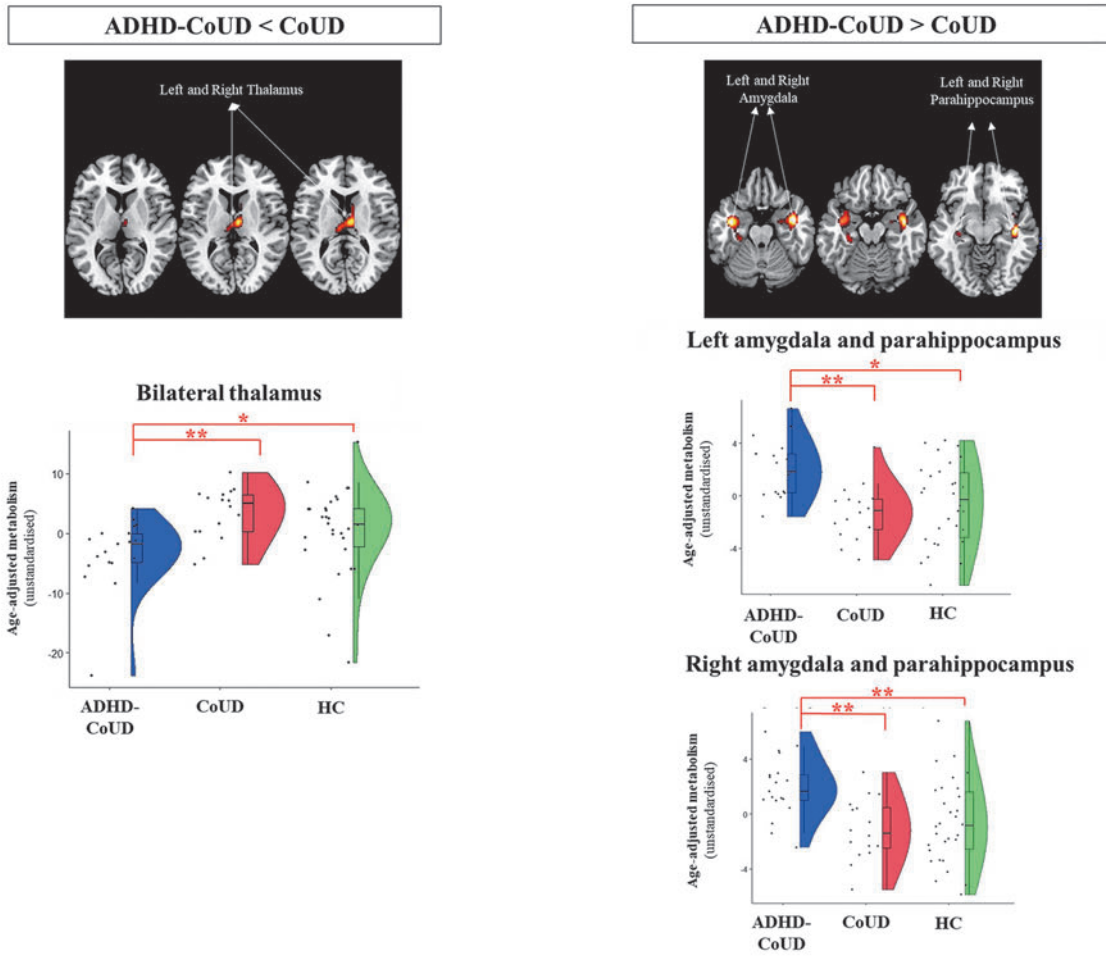 ADHD-CoUD < CoUD
Left and Right Thalamus
Bilateral thalamus
*
**
Age-adjusted metabolism
(unstandardised)
10
0
-10
-20
ADHD-
CoUD
CoUD
HC
ADHD-CoUD > CoUD
Left and Right
Amygdala
Left and Right
Parahippocampus
Left amygdala and parahippocampus
*
**
Age-adjusted metabolism
(unstandardised)
4
0
-4
ADHD-
CoUD
CoUD
HC
Right amygdala and parahippocampus
**
**
Age-adjusted metabolism
(unstandardised)
4
0
-4
ADHD-
CoUD
CoUD
HC